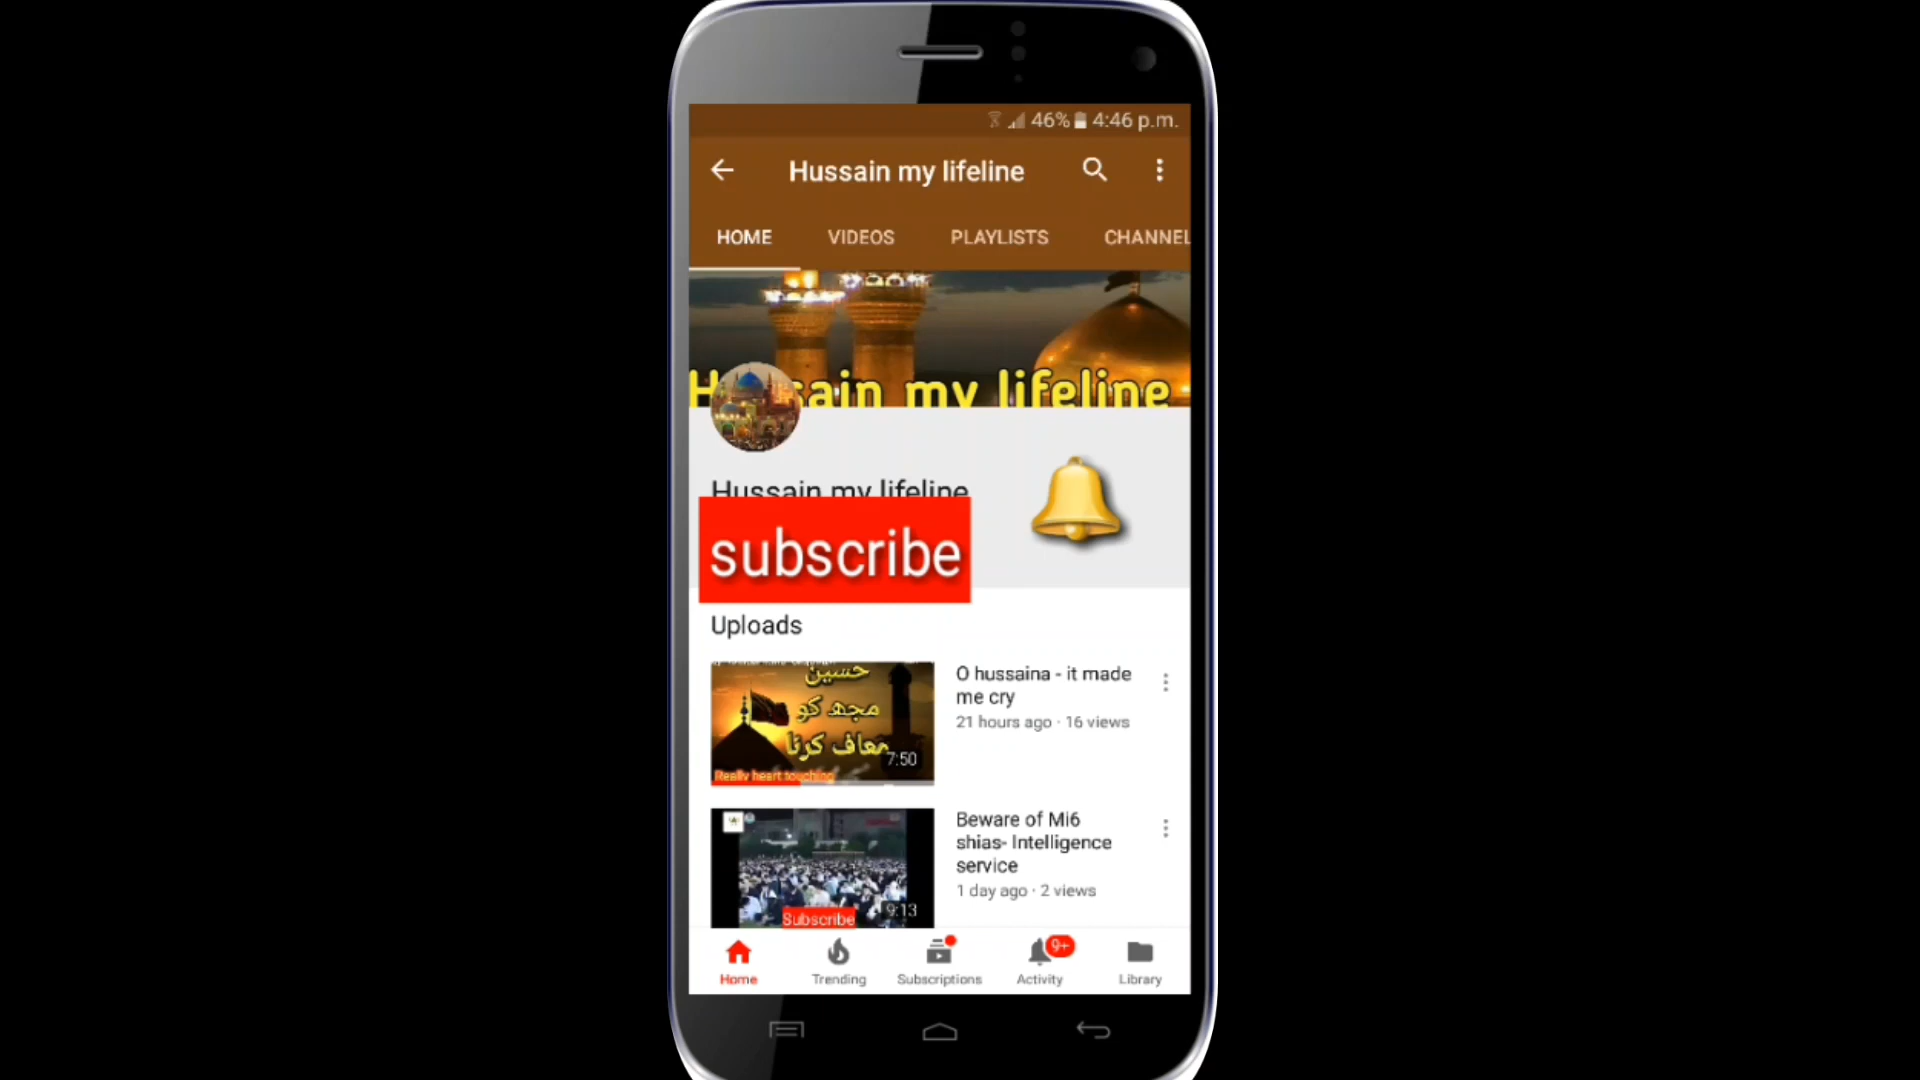 46% 4:46 p.m.
Hussain my lifeline
HOME VIDEOS PLAYLISTS CHANNEL
sain my lifeline
Hussain my lifeline
subscribe
Uploads
حسین
مجھ کو
معاف کرنا
7:50
Really heart touching
O hussaina - it made
me cry
21 hours ago · 16 views
Beware of Mi6
shias- Intelligence
service
1 day ago · 2 views
Subscribe
9:13
9+
Home Trending Subscriptions Activity Library